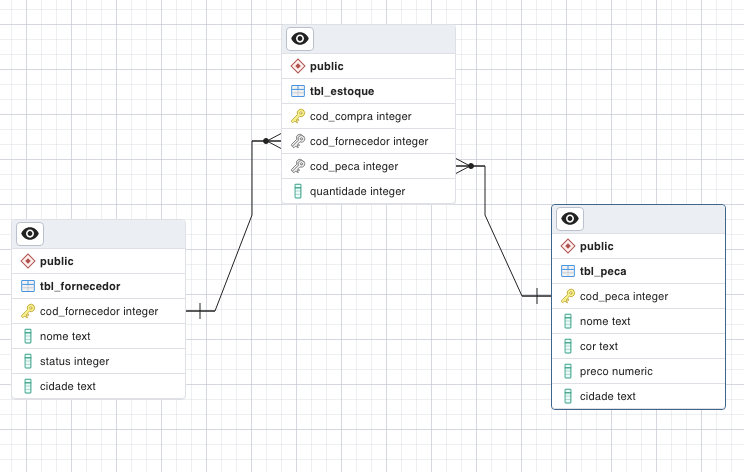 public
tbl_estoque
cod_compra integer
cod_fornecedor integer
cod_peca integer
quantidade integer
public
tbl_fornecedor
cod_fornecedor integer
nome text
status integer
cidade text
public
tbl_peca
cod_peca integer
nome text
cor text
preco numeric
cidade text